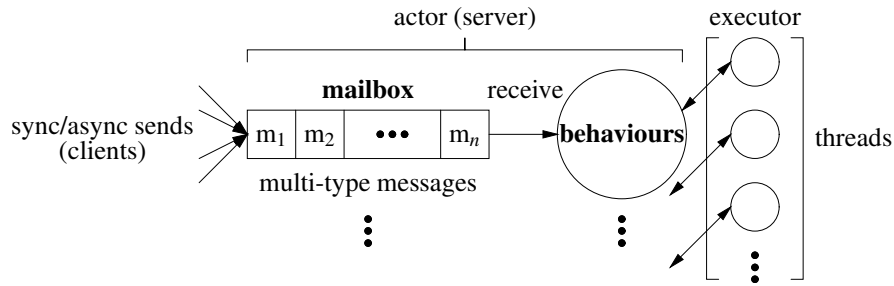 actor (server)
executor
mailbox
receive
sync/async sends
(clients)
m1 m2 ••• mn
behaviours
threads
multi-type messages